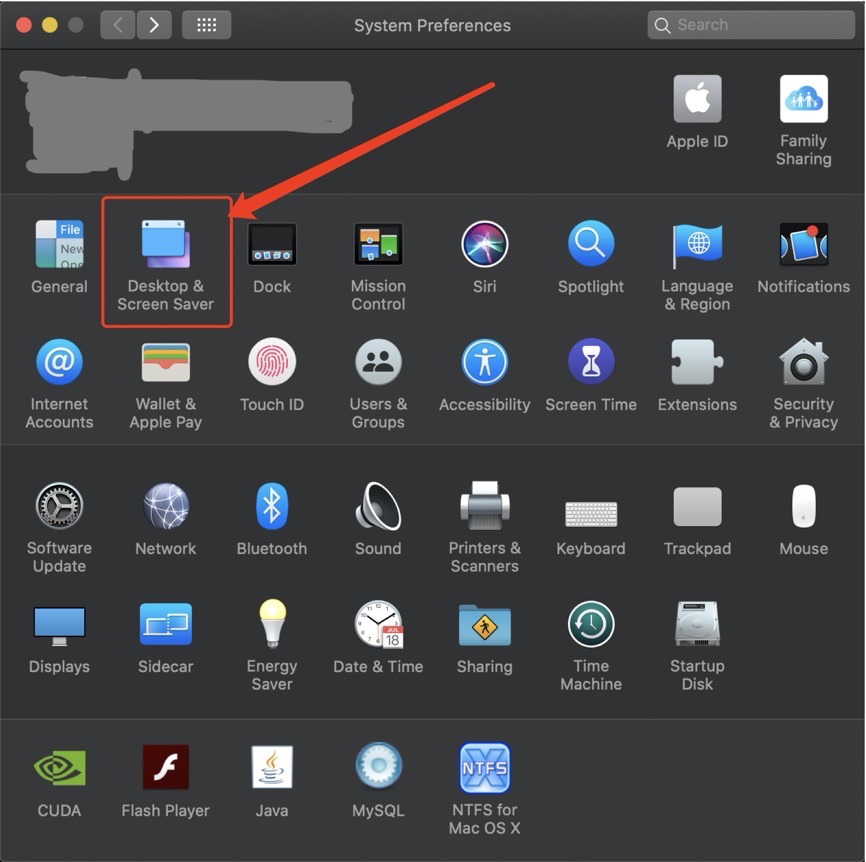 System Preferences
Search
Apple ID
Family
Sharing
File
New
Ope
General
Desktop &
Screen Saver
Dock
Mission
Control
Siri
Spotlight
Language
& Region
Notifications
@
Internet
Accounts
Wallet &
Apple Pay
Touch ID
Users &
Groups
Accessibility
Screen Time
Extensions
Security
& Privacy
Software
Update
Network
Bluetooth
Sound
Printers &
Scanners
Keyboard
Trackpad
Mouse
Displays
Sidecar
Energy
Saver
JUL
18
Date & Time
Sharing
Time
Machine
Startup
Disk
CUDA
Flash Player
Java
MySQL
NTFS
NTFS for
Mac OS X